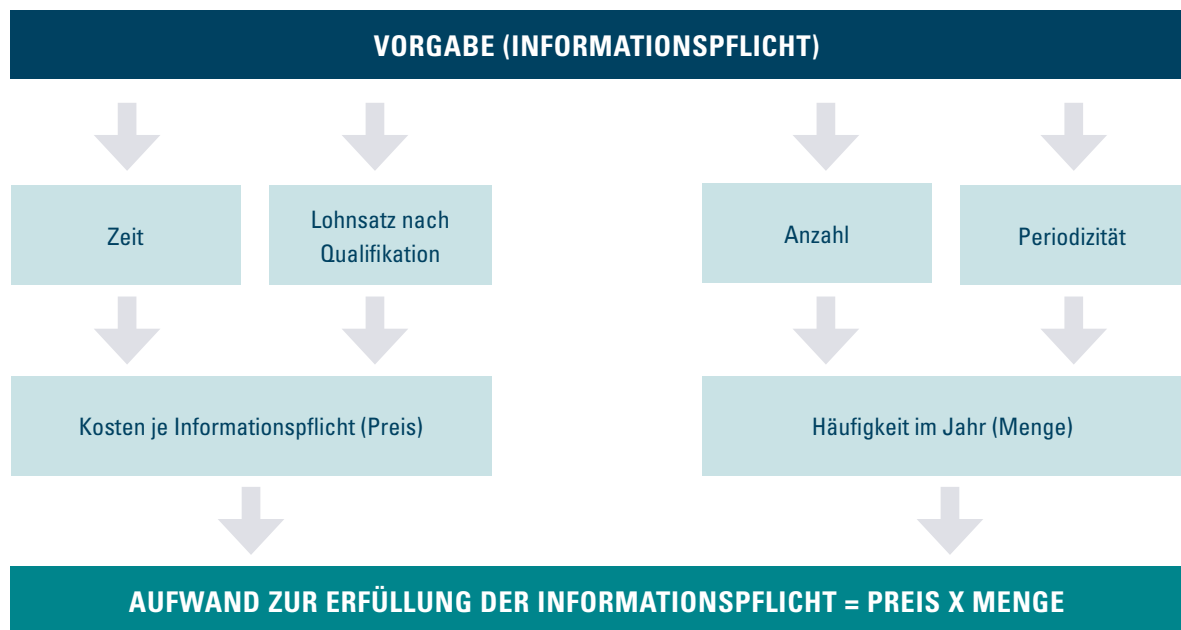 VORGABE (INFORMATIONSPFLICHT)
Zeit
Lohnsatz nach
Qualifikation
Anzahl
Periodizität
Kosten je Informationspflicht (Preis)
Häufigkeit im Jahr (Menge)
AUFWAND ZUR ERFÜLLUNG DER INFORMATIONSPFLICHT = PREIS X MENGE